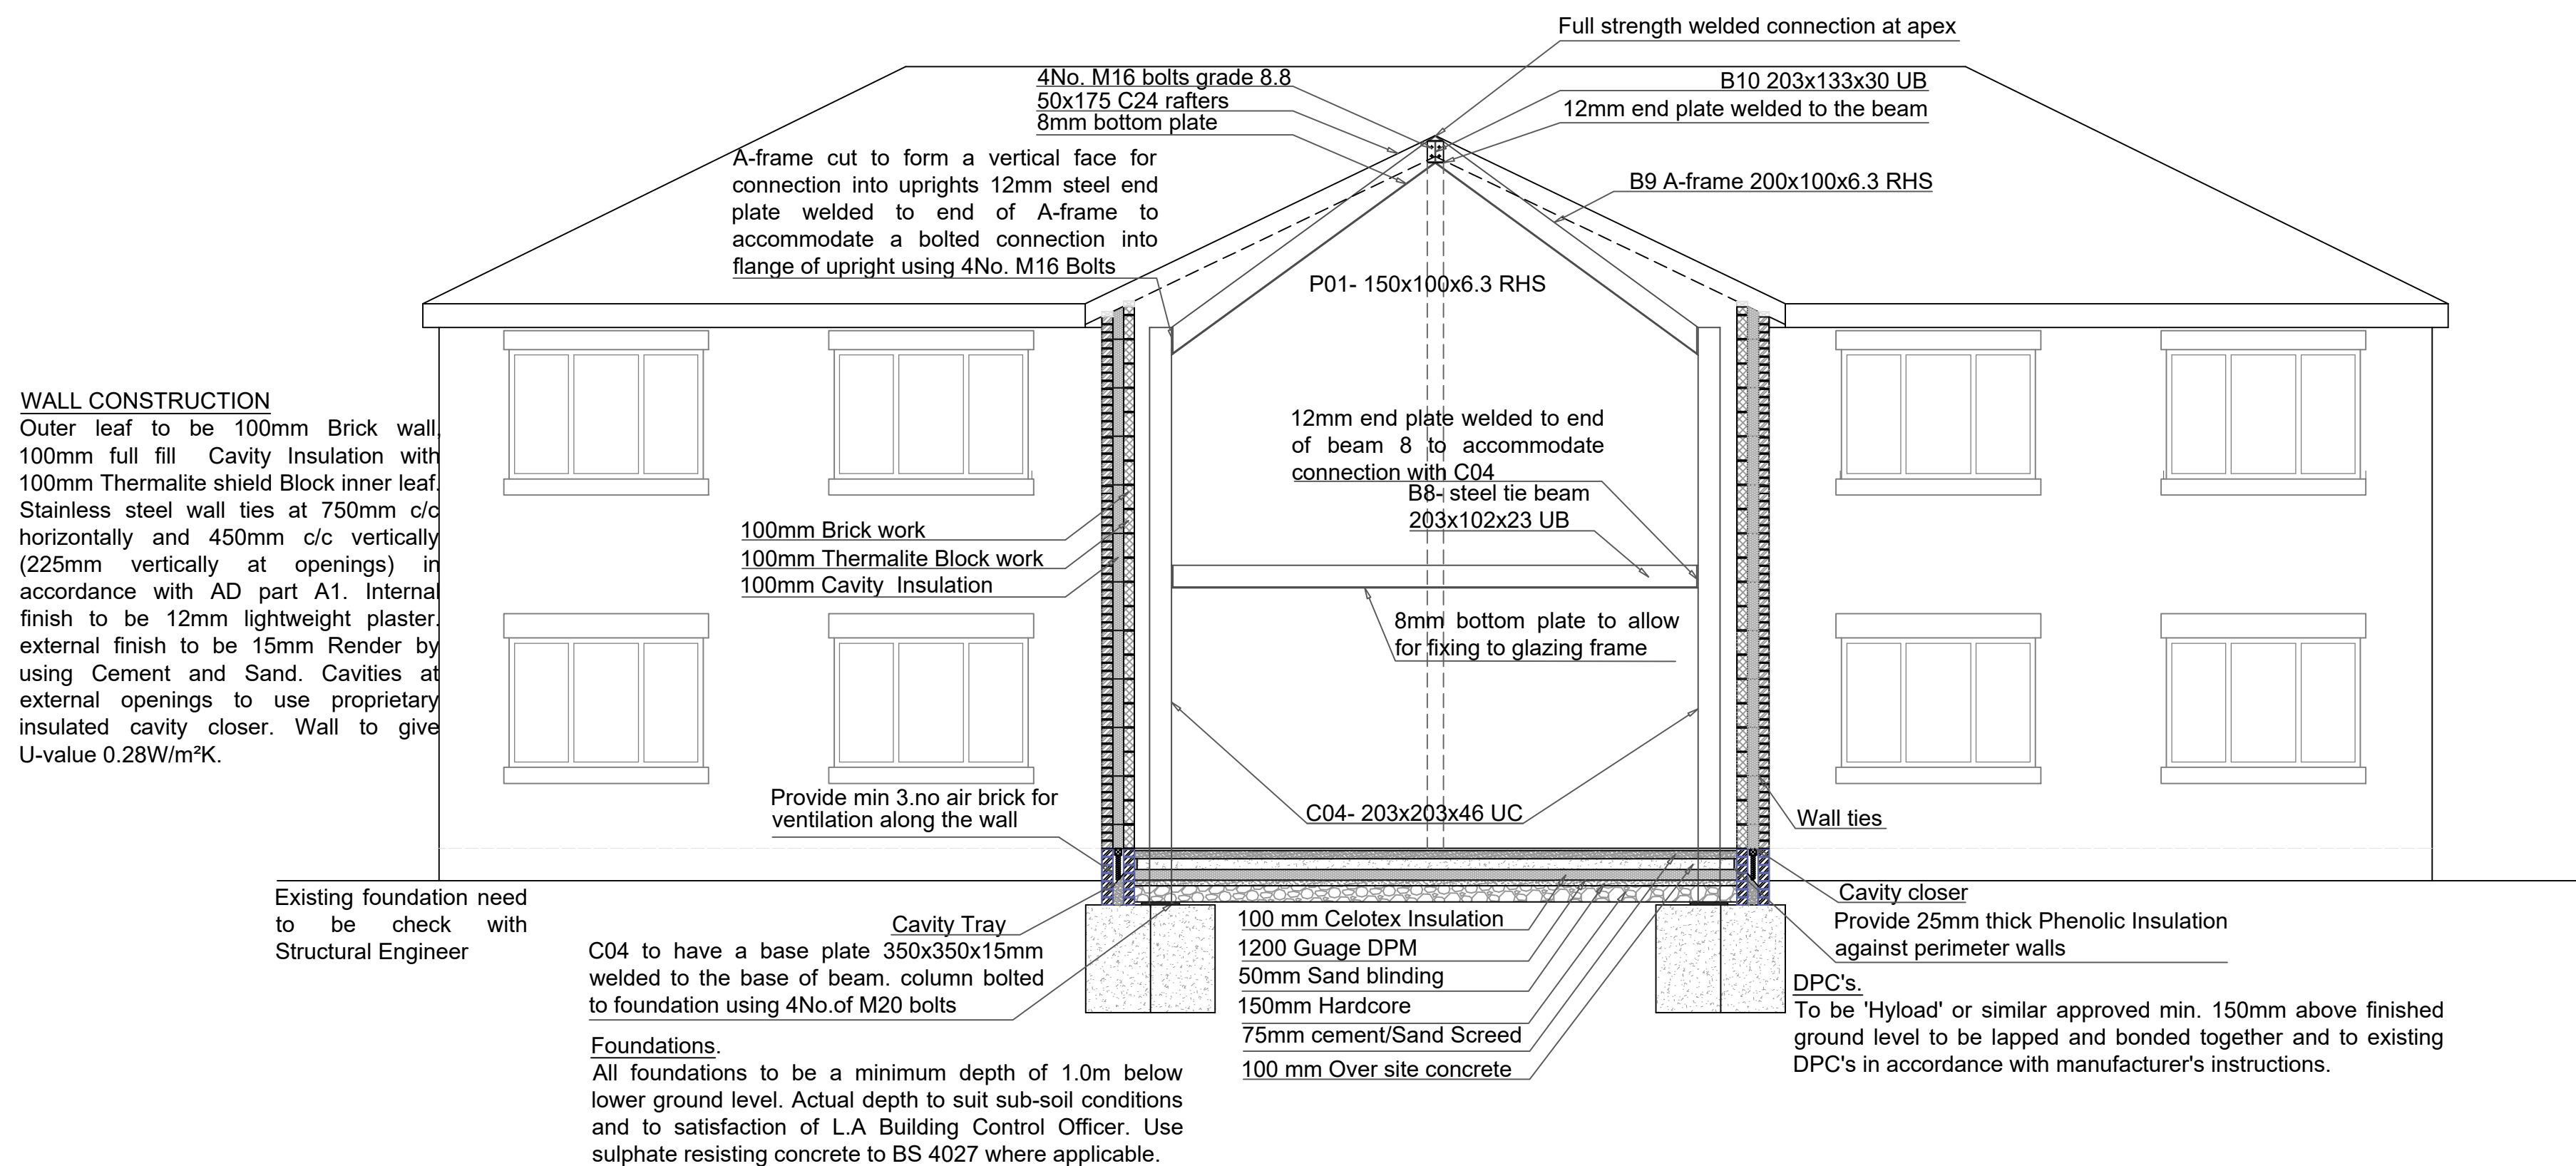 Full strength welded connection at apex
4No. M16 bolts grade 8.8
50x175 C24 rafters
8mm bottom plate
B10 203x133x30 UB
12mm end plate welded to the beam
A-frame cut to form a vertical face for
connection into uprights 12mm steel end
plate welded to end of A-frame to
accommodate a bolted connection into
flange of upright using 4No. M16 Bolts
B9 A-frame 200x100x6.3 RHS
P01- 150x100x6.3 RHS
WALL CONSTRUCTION
Outer leaf to be 100mm Brick wall,
100mm full fill Cavity Insulation with
100mm Thermalite shield Block inner leaf.
Stainless steel wall ties at 750mm c/c
horizontally and 450mm c/c vertically
(225mm vertically at openings) in
accordance with AD part A1. Internal
finish to be 12mm lightweight plaster.
external finish to be 15mm Render by
using Cement and Sand. Cavities at
external openings to use proprietary
insulated cavity closer. Wall to give
U-value 0.28W/m²K.
12mm end plate welded to end
of beam 8 to accommodate
connection with C04
B8- steel tie beam
203x102x23 UB
100mm Brick work
100mm Thermalite Block work
100mm Cavity Insulation
8mm bottom plate to allow
for fixing to glazing frame
Provide min 3.no air brick for
ventilation along the wall
C04- 203x203x46 UC
Wall ties
Existing foundation need
to be check with
Structural Engineer
Cavity Tray
C04 to have a base plate 350x350x15mm
welded to the base of beam. column bolted
to foundation using 4No.of M20 bolts
Foundations.
All foundations to be a minimum depth of 1.0m below
lower ground level. Actual depth to suit sub-soil conditions
and to satisfaction of L.A Building Control Officer. Use
sulphate resisting concrete to BS 4027 where applicable.
100 mm Celotex Insulation
1200 Guage DPM
50mm Sand blinding
150mm Hardcore
75mm cement/Sand Screed
100 mm Over site concrete
Cavity closer
Provide 25mm thick Phenolic Insulation
against perimeter walls
DPC's.
To be 'Hyload' or similar approved min. 150mm above finished
ground level to be lapped and bonded together and to existing
DPC's in accordance with manufacturer's instructions.